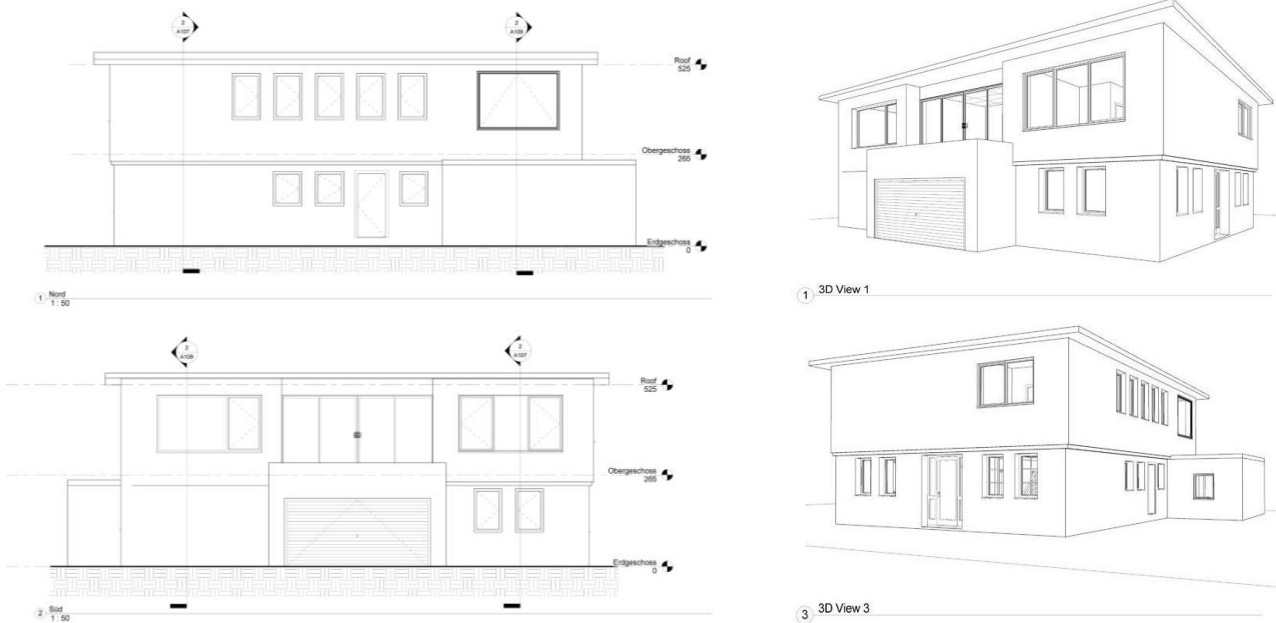 2
A107
2
A109
Roof
525
Obergeschoss
265
Erdgeschoss
0
1 Nord
1 : 50
1 3D View 1
2
A109
2
A107
Roof
525
Obergeschoss
265
Erdgeschoss
0
2 Süd
1 : 50
3 3D View 3